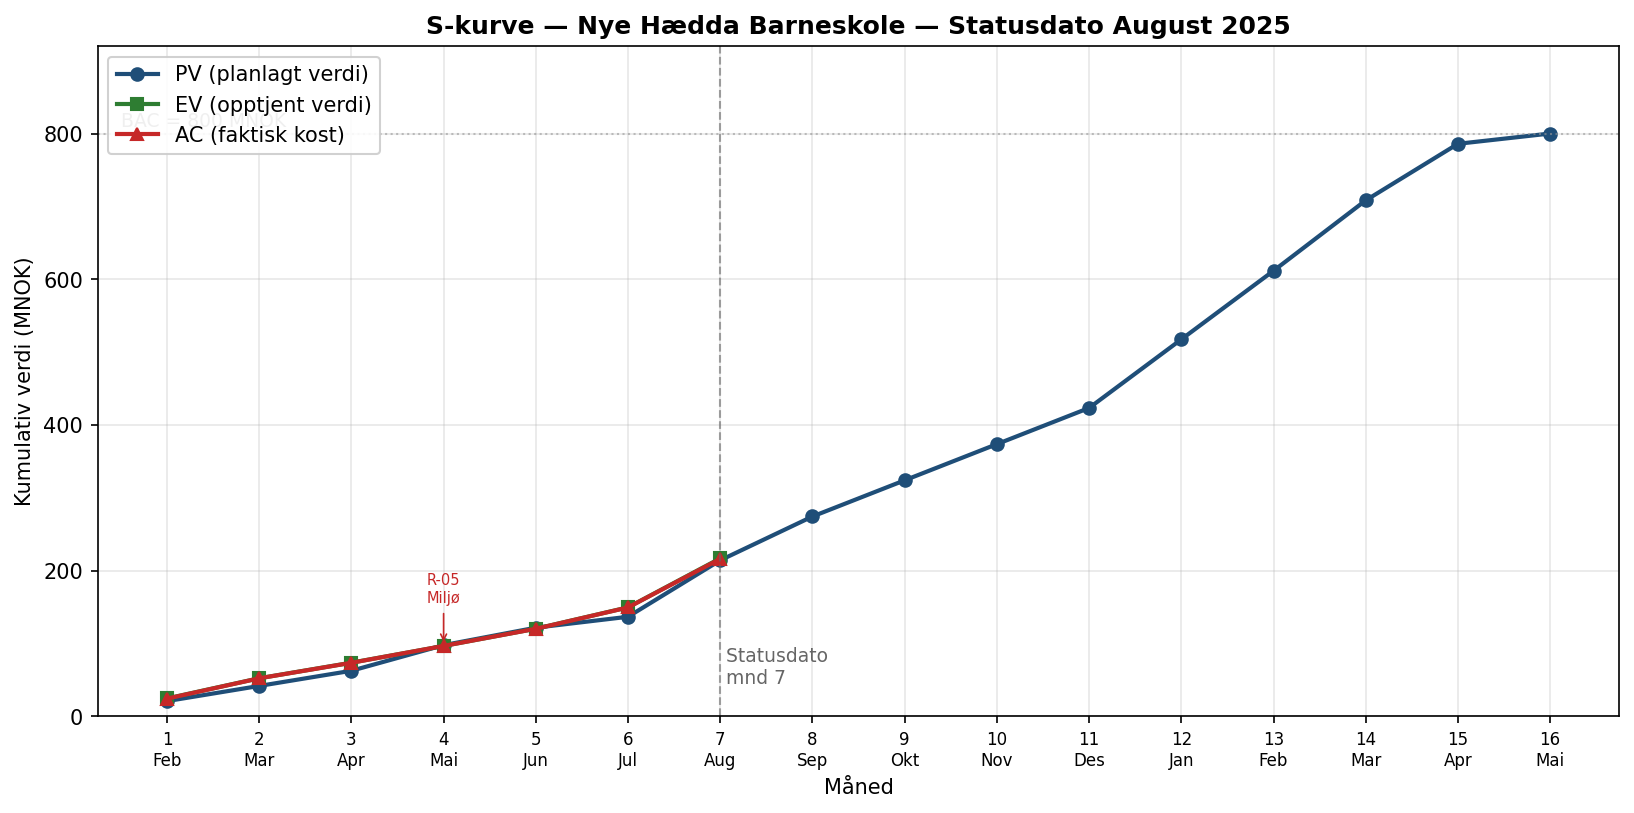 S-kurve — Nye Hædda Barneskole — Statusdato August 2025
PV (planlagt verdi)
EV (opptjent verdi)
AC (faktisk kost)
BAC = 800 MNOK
Kumulativ verdi (MNOK)
800
600
400
200
0
R-05
Miljø
Statusdato
mnd 7
1 2 3 4 5 6 7 8 9 10 11 12 13 14 15 16
Feb Mar Apr Mai Jun Jul Aug Sep Okt Nov Des Jan Feb Mar Apr Mai
Måned